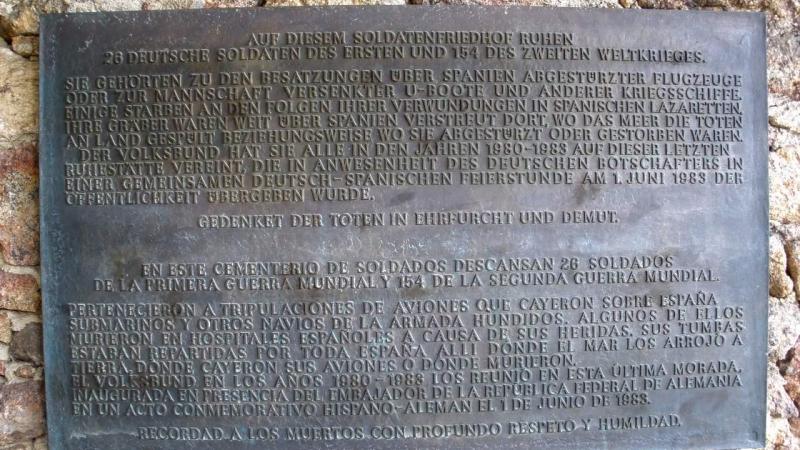 AUF DIESEM SOLDATENFRIEDHOF RUHEN
26 DEUTSCHE SOLDATEN DES ERSTEN UND 154 DES ZWEITEN WELTKRIEGES.
SIE GEHÖRTEN ZU DEN BESATZUNGEN ÜBER SPANIEN ABGESTÜRZTER FLUGZEUGE
ODER ZUR MANNSCHAFT VERSENKTER U-BOOTE UND ANDERER KRIEGSSCHIFFE.
EINIGE STARBEN AN DEN FOLGEN IHRER VERWUNDUNGEN IN SPANISCHEN LAZARETTEN.
IHRE GRÄBER WAREN WEIT ÜBER SPANIEN VERSTREUT DORT, WO DAS MEER DIE TOTEN
AN LAND GESPÜLT BEZIEHUNGSWEISE WO SIE ABGESTÜRZT ODER GESTORBEN WAREN.
DER VOLKSBUND HAT SIE ALLE IN DEN JAHREN 1980-1983 AUF DIESER LETZTEN
RUHESTÄTTE VEREINT, DIE IN ANWESENHEIT DES DEUTSCHEN BOTSCHAFTERS IN
EINER GEMEINSAMEN DEUTSCH-SPANISCHEN FEIERSTUNDE AM 1. JUNI 1983 DER
ÖFFENTLICHKEIT ÜBERGEBEN WURDE.
GEDENKET DER TOTEN IN EHRFURCHT UND DEMUT.
EN ESTE CEMENTERIO DE SOLDADOS DESCANSAN 26 SOLDADOS
DE LA PRIMERA GUERRA MUNDIAL Y 154 DE LA SEGUNDA GUERRA MUNDIAL.
PERTENECIERON A TRIPULACIONES DE AVIONES QUE CAYERON SOBRE ESPAÑA
SUBMARINOS Y OTROS NAVIOS DE LA ARMADA HUNDIDOS. ALGUNOS DE ELLOS
MURIERON EN HOSPITALES ESPAÑOLES A CAUSA DE SUS HERIDAS. SUS TUMBAS
ESTABAN REPARTIDAS POR TODA ESPAÑA ALLI DONDE EL MAR LOS ARROJO A
TIERRA, DONDE CAYERON SUS AVIONES O DONDE MURIERON.
EL VOLKSBUND EN LOS AÑOS 1980-1983 LOS REUNIO EN ESTA ÚLTIMA MORADA,
INAUGURADA EN PRESENCIA DEL EMBAJADOR DE LA REPÚBLICA FEDERAL DE ALEMANIA
EN UN ACTO CONMEMORATIVO HISPANO-ALEMAN EL 1 DE JUNIO DE 1983.
RECORDAD A LOS MUERTOS CON PROFUNDO RESPETO Y HUMILDAD.